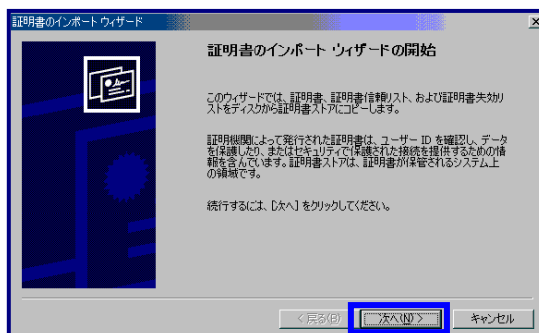 証明書のインポート ウィザード
証明書のインポート ウィザードの開始
このウィザードでは、証明書、証明書信頼リスト、および証明書失効リ
ストをディスクから証明書ストアにコピーします。
証明機関によって発行された証明書は、ユーザー ID を確認し、データ
を保護したり、またはセキュリティで保護された接続を提供するための情
報を含んでいます。証明書ストアは、証明書が保管されるシステム上
の領域です。
続行するには、[次へ] をクリックしてください。
< 戻る(B) 次へ(N) > キャンセル